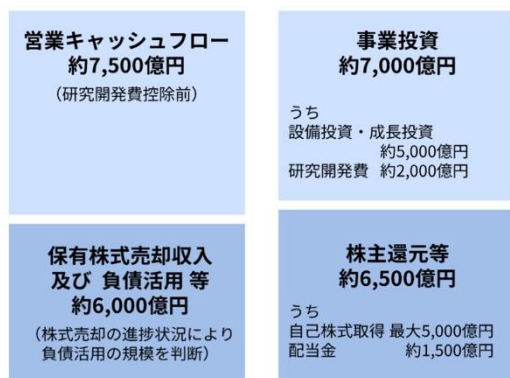 営業キャッシュフロー
約7,500億円
（研究開発費控除前）
保有株式売却収入
及び 負債活用 等
約6,000億円
（株式売却の進捗状況により
負債活用の規模を判断）
事業投資
約7,000億円
うち
設備投資・成長投資
約5,000億円
研究開発費 約2,000億円
株主還元等
約6,500億円
うち
自己株式取得 最大5,000億円
配当金 約1,500億円